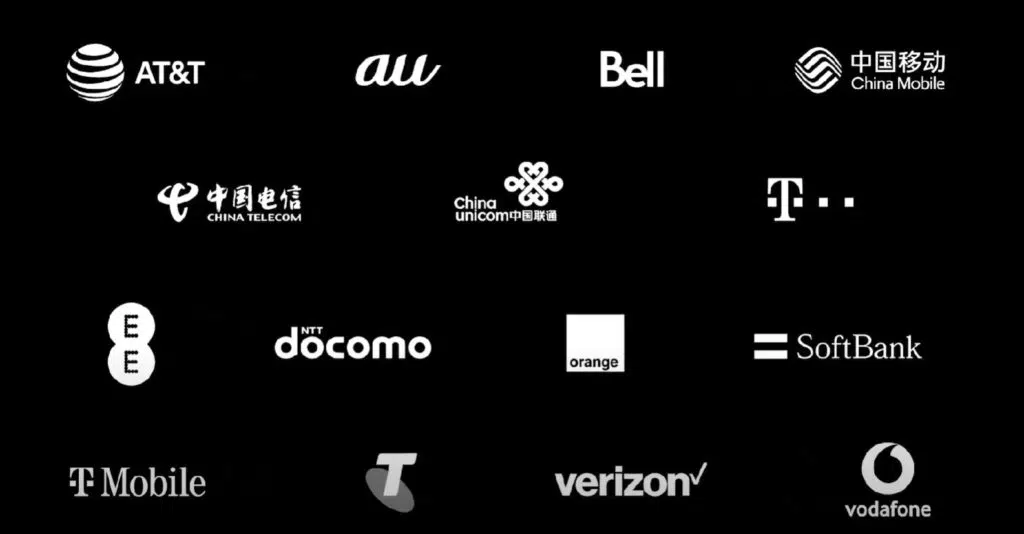 AT&T
au
Bell
中国移动
China Mobile
中国电信
CHINA TELECOM
China
unicom中国联通
T
E
E
NTT
docomo
orange
SoftBank
T Mobile
T
verizon✓
vodafone